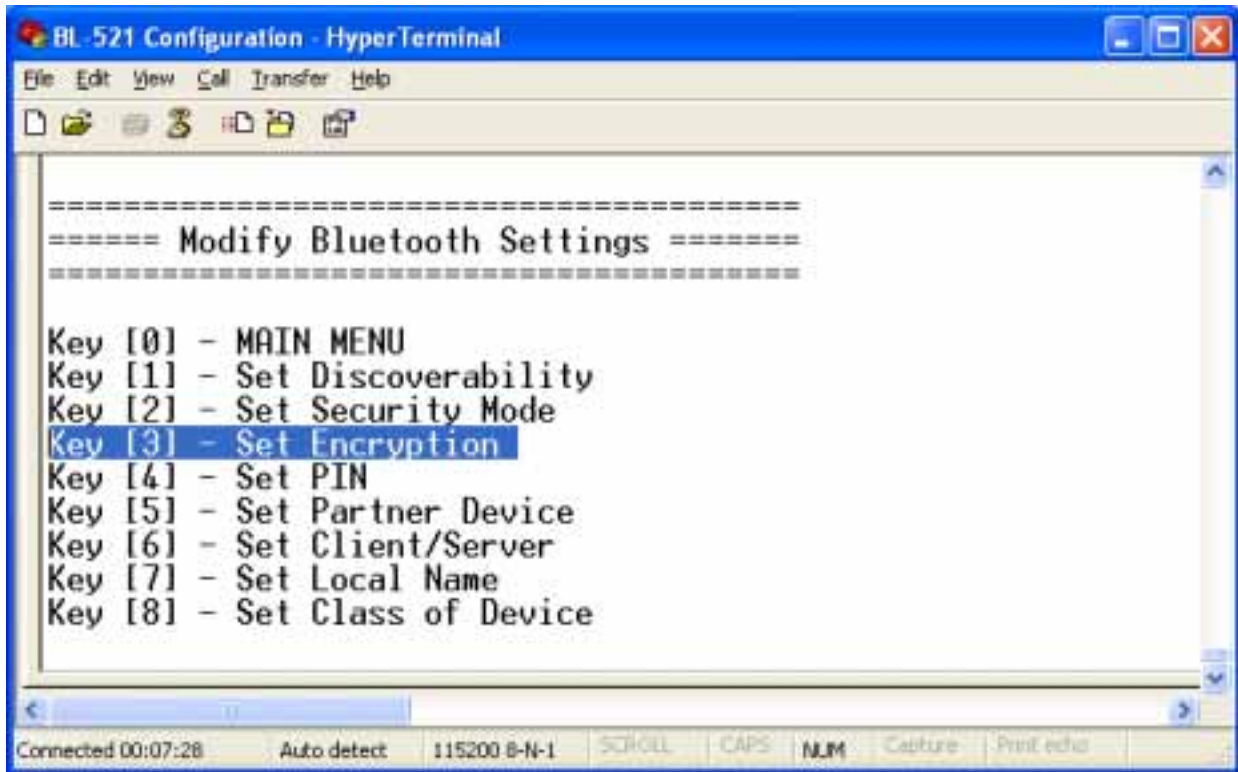 BL-521 Configuration - HyperTerminal
File Edit View Call Transfer Help
========================================
====== Modify Bluetooth Settings =======
========================================
Key [0] - MAIN MENU
Key [1] - Set Discoverability
Key [2] - Set Security Mode
Key [3] - Set Encryption
Key [4] - Set PIN
Key [5] - Set Partner Device
Key [6] - Set Client/Server
Key [7] - Set Local Name
Key [8] - Set Class of Device
Connected 00:07:28 Auto detect 115200 8-N-1 SCROLL CAPS NUM Capture Print echo